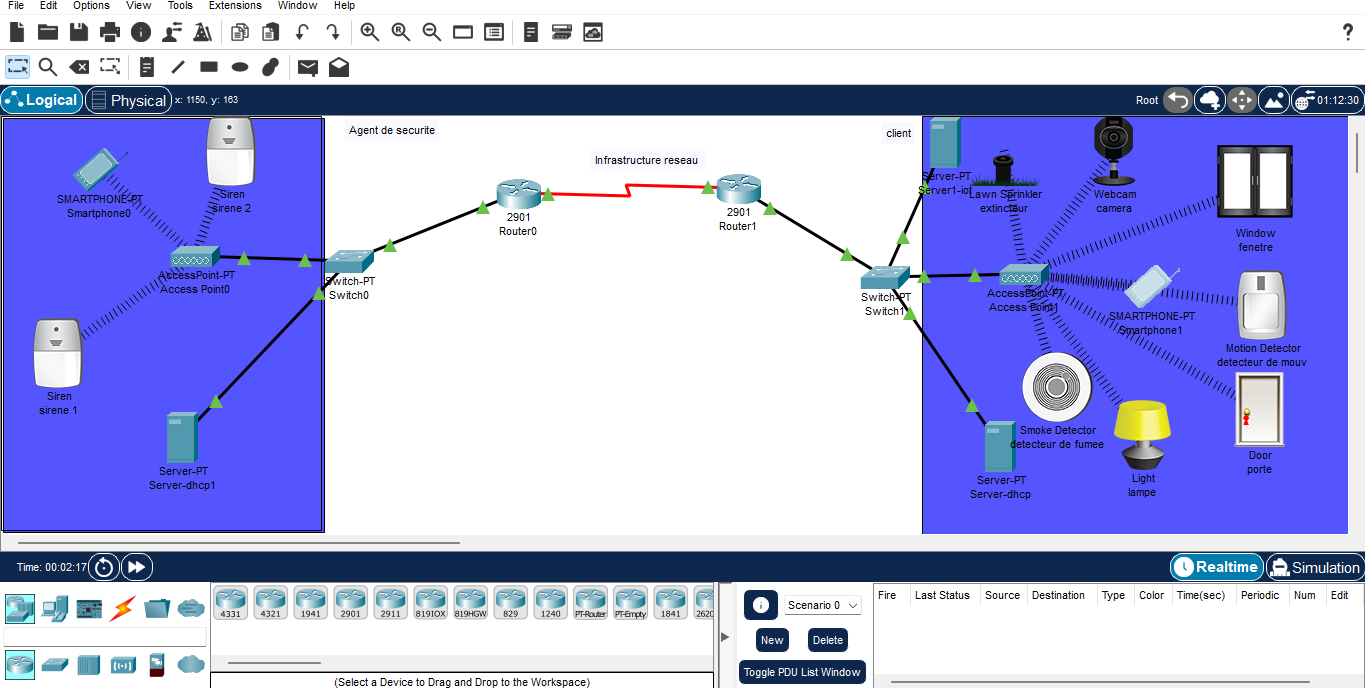 File Edit Options View Tools Extensions Window Help
Logical Physical x: 1150, y: 163 Root 01:12:30
Agent de securite
client
Infrastructure reseau
SMARTPHONE-PT
Smartphone0
Siren
sirene 2
AccessPoint-PT
Access Point0
Siren
sirene 1
Server-PT
Server-dhcp1
Switch-PT
Switch0
2901
Router0
2901
Router1
Switch-PT
Switch1
Server-PT
Server1-iot
Lawn Sprinkler
extincteur
Webcam
camera
Window
fenetre
AccessPoint-PT
Access Point1
SMARTPHONE-PT
Smartphone1
Motion Detector
detecteur de mouv
Smoke Detector
detecteur de fumee
Light
lampe
Door
porte
Server-PT
Server-dhcp
Time: 00:02:17 Realtime Simulation
4331 4321 1941 2901 2911 819IOX 819HGW 829 1240 PT-Router PT-Empty 1841 2620
(Select a Device to Drag and Drop to the Workspace)
Scenario 0
New Delete
Toggle PDU List Window
Fire Last Status Source Destination Type Color Time(sec) Periodic Num Edit